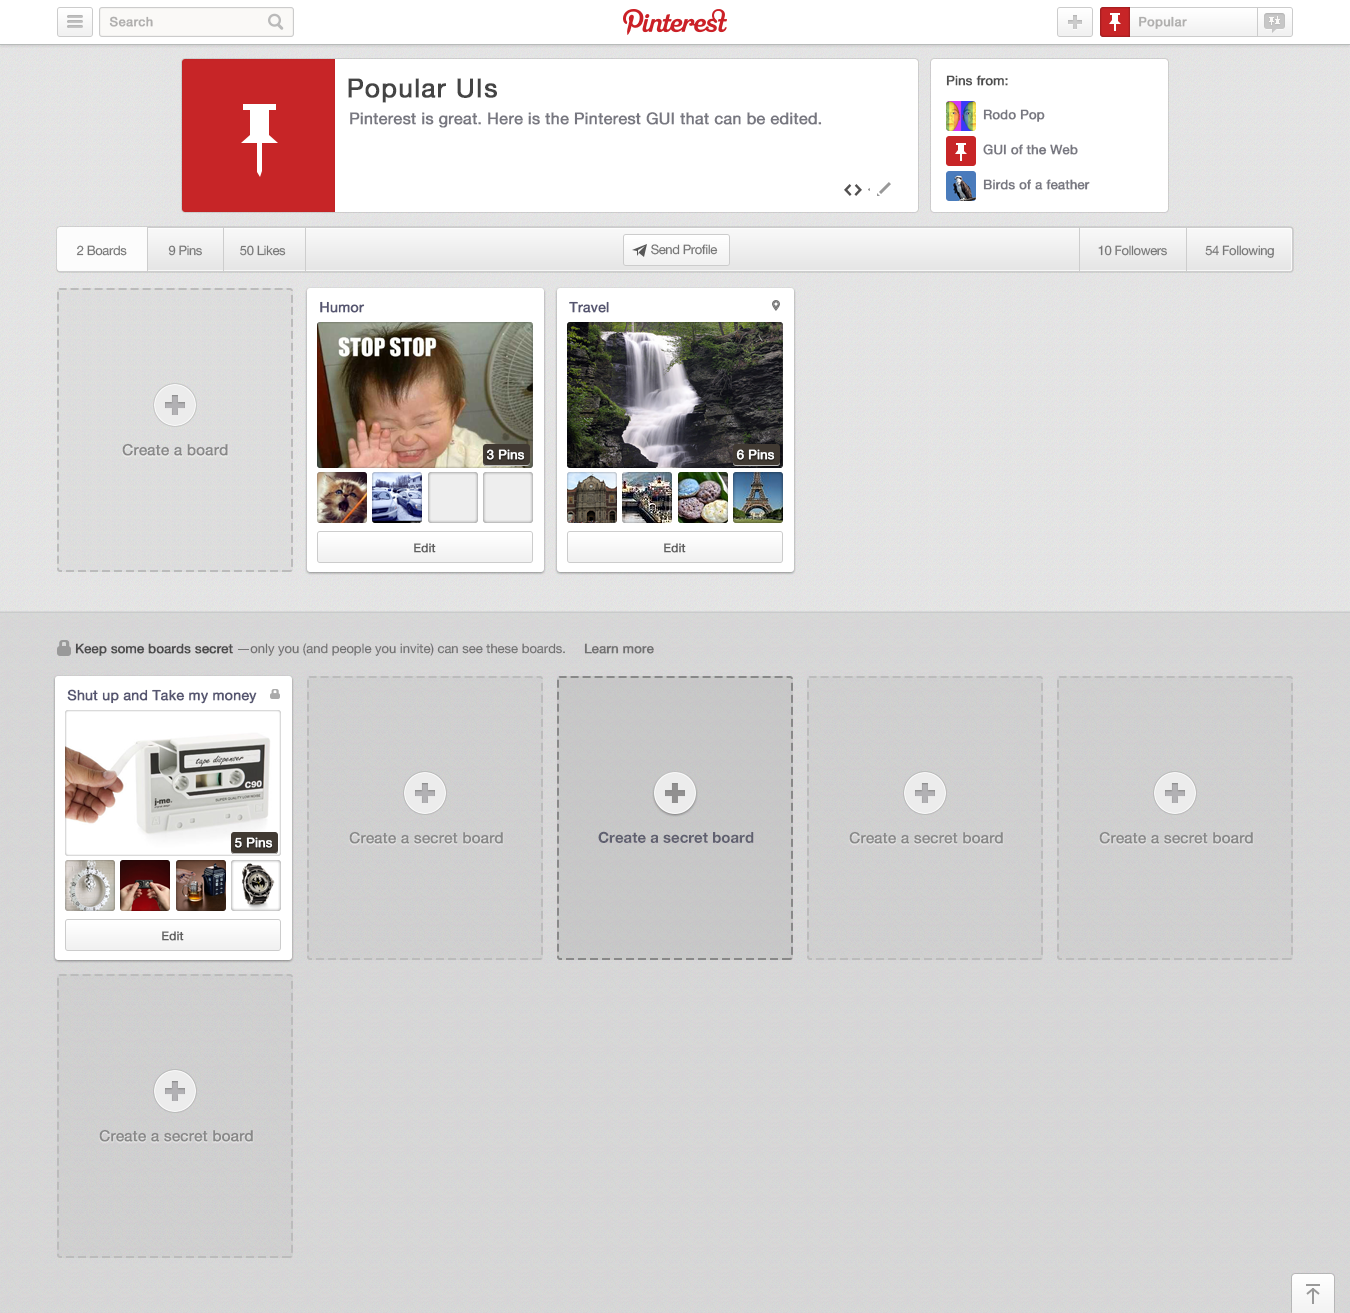 Search
Pinterest
Popular
Popular UIs
Pinterest is great. Here is the Pinterest GUI that can be edited.
Pins from:
Rodo Pop
GUI of the Web
Birds of a feather
2 Boards
9 Pins
50 Likes
Send Profile
10 Followers
54 Following
Create a board
Humor
STOP STOP
3 Pins
Edit
Travel
6 Pins
Edit
Keep some boards secret —only you (and people you invite) can see these boards. Learn more
Shut up and Take my money
tape dispenser
C90
j-me.
SUPER QUALITY LOW NOISE
5 Pins
Edit
Create a secret board
Create a secret board
Create a secret board
Create a secret board
Create a secret board